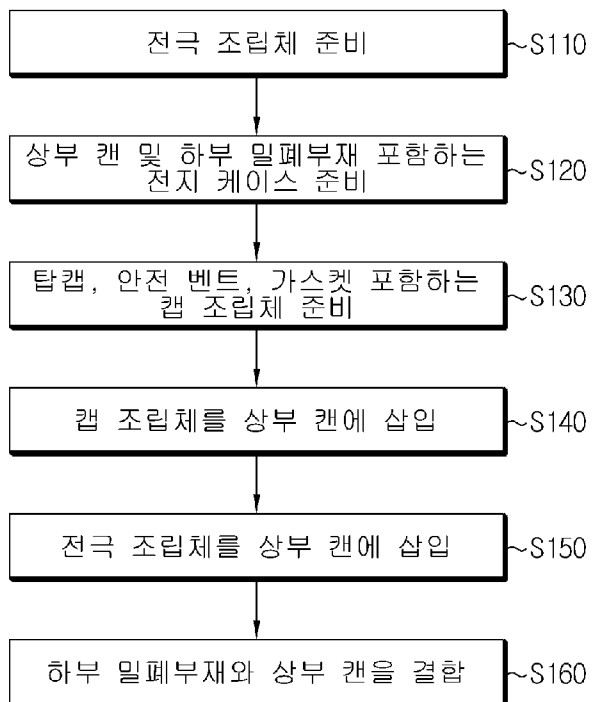 전극 조립체 준비
~S110
상부 캔 및 하부 밀폐부재 포함하는
전지 케이스 준비
~S120
탑캡, 안전 벤트, 가스켓 포함하는
캡 조립체 준비
~S130
캡 조립체를 상부 캔에 삽입
~S140
전극 조립체를 상부 캔에 삽입
~S150
하부 밀폐부재와 상부 캔을 결합
~S160